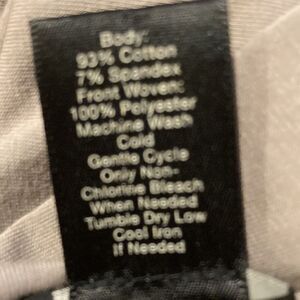 Body:
93% Cotton
7% Spandex
Front Woven:
100% Polyester
Machine Wash
Cold
Gentle Cycle
Only Non-
Chlorine Bleach
When Needed
Tumble Dry Low
Cool Iron
If Needed